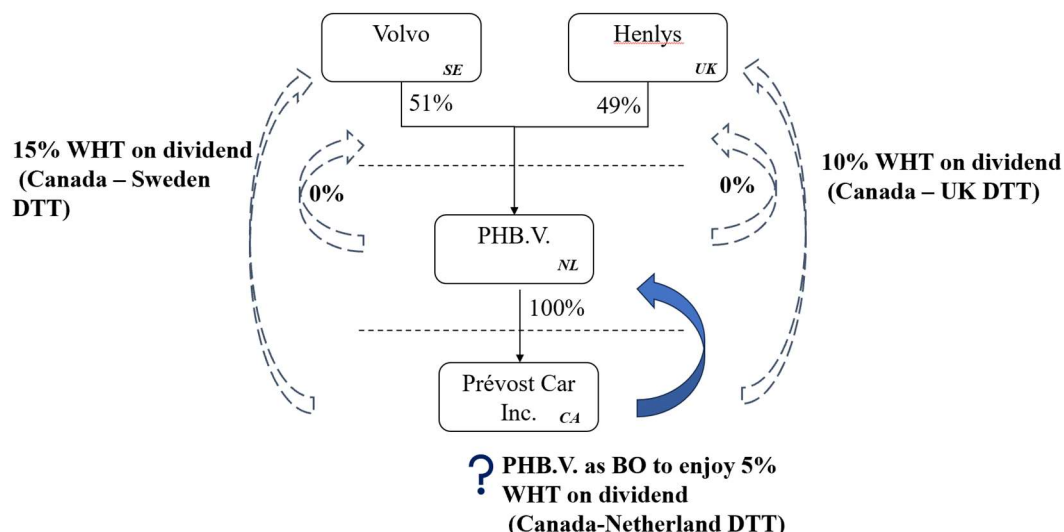 Volvo
SE
Henlys
UK
51%
49%
15% WHT on dividend
(Canada – Sweden
DTT)
0%
0%
10% WHT on dividend
(Canada – UK DTT)
PHB.V.
NL
100%
Prévost Car
Inc.
CA
? PHB.V. as BO to enjoy 5%
WHT on dividend
(Canada-Netherland DTT)